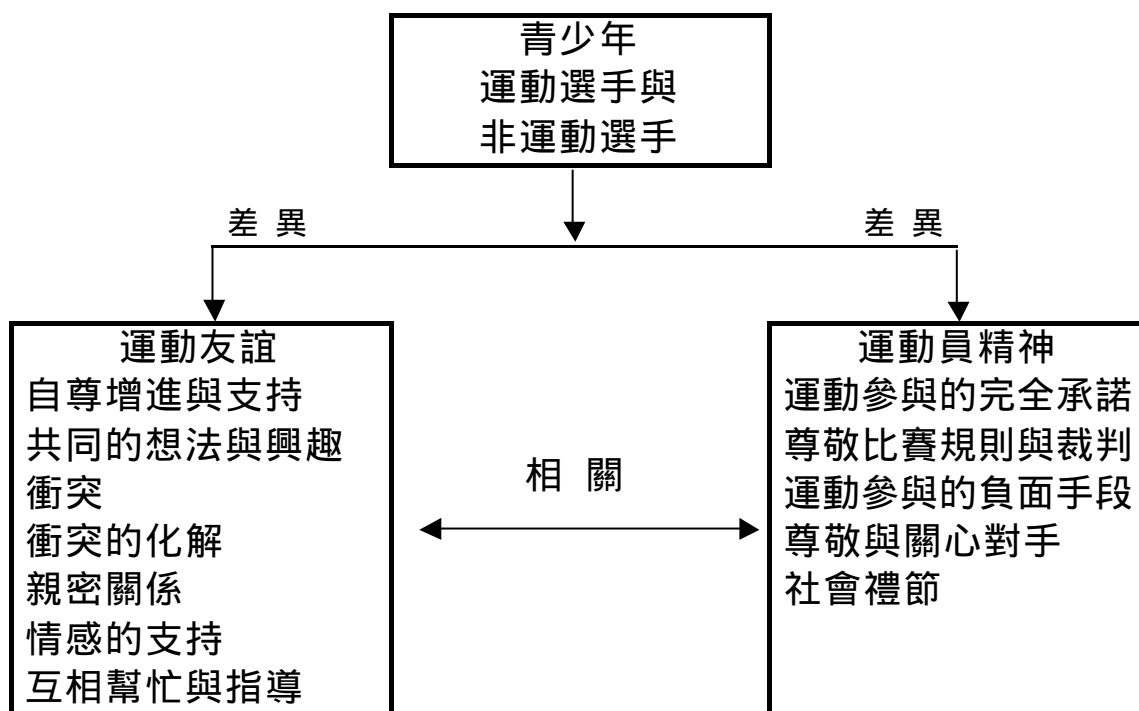 青少年
運動選手與
非運動選手
差 異
差 異
運動友誼
自尊增進與支持
共同的想法與興趣
衝突
衝突的化解
親密關係
情感的支持
互相幫忙與指導
相 關
運動員精神
運動參與的完全承諾
尊敬比賽規則與裁判
運動參與的負面手段
尊敬與關心對手
社會禮節